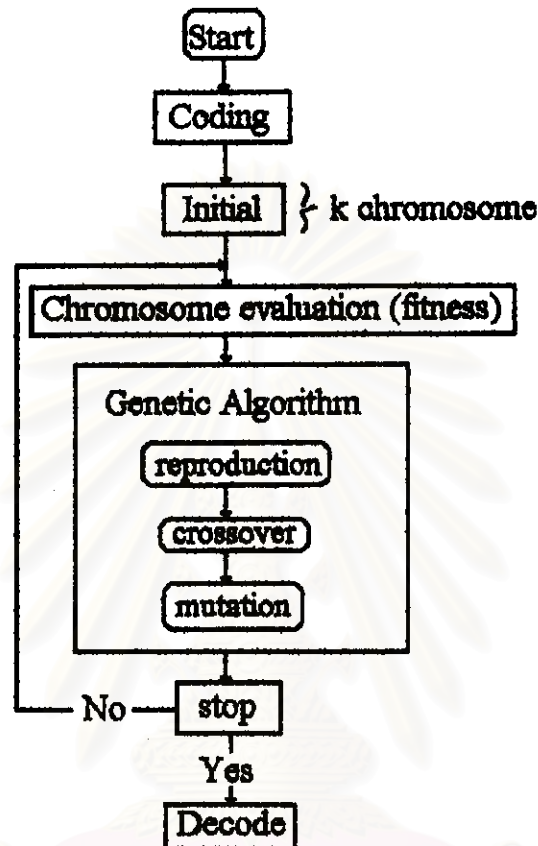 Start
Coding
Initial } k chromosome
Chromosome evaluation (fitness)
Genetic Algorithm
reproduction
crossover
mutation
No stop
Yes
Decode